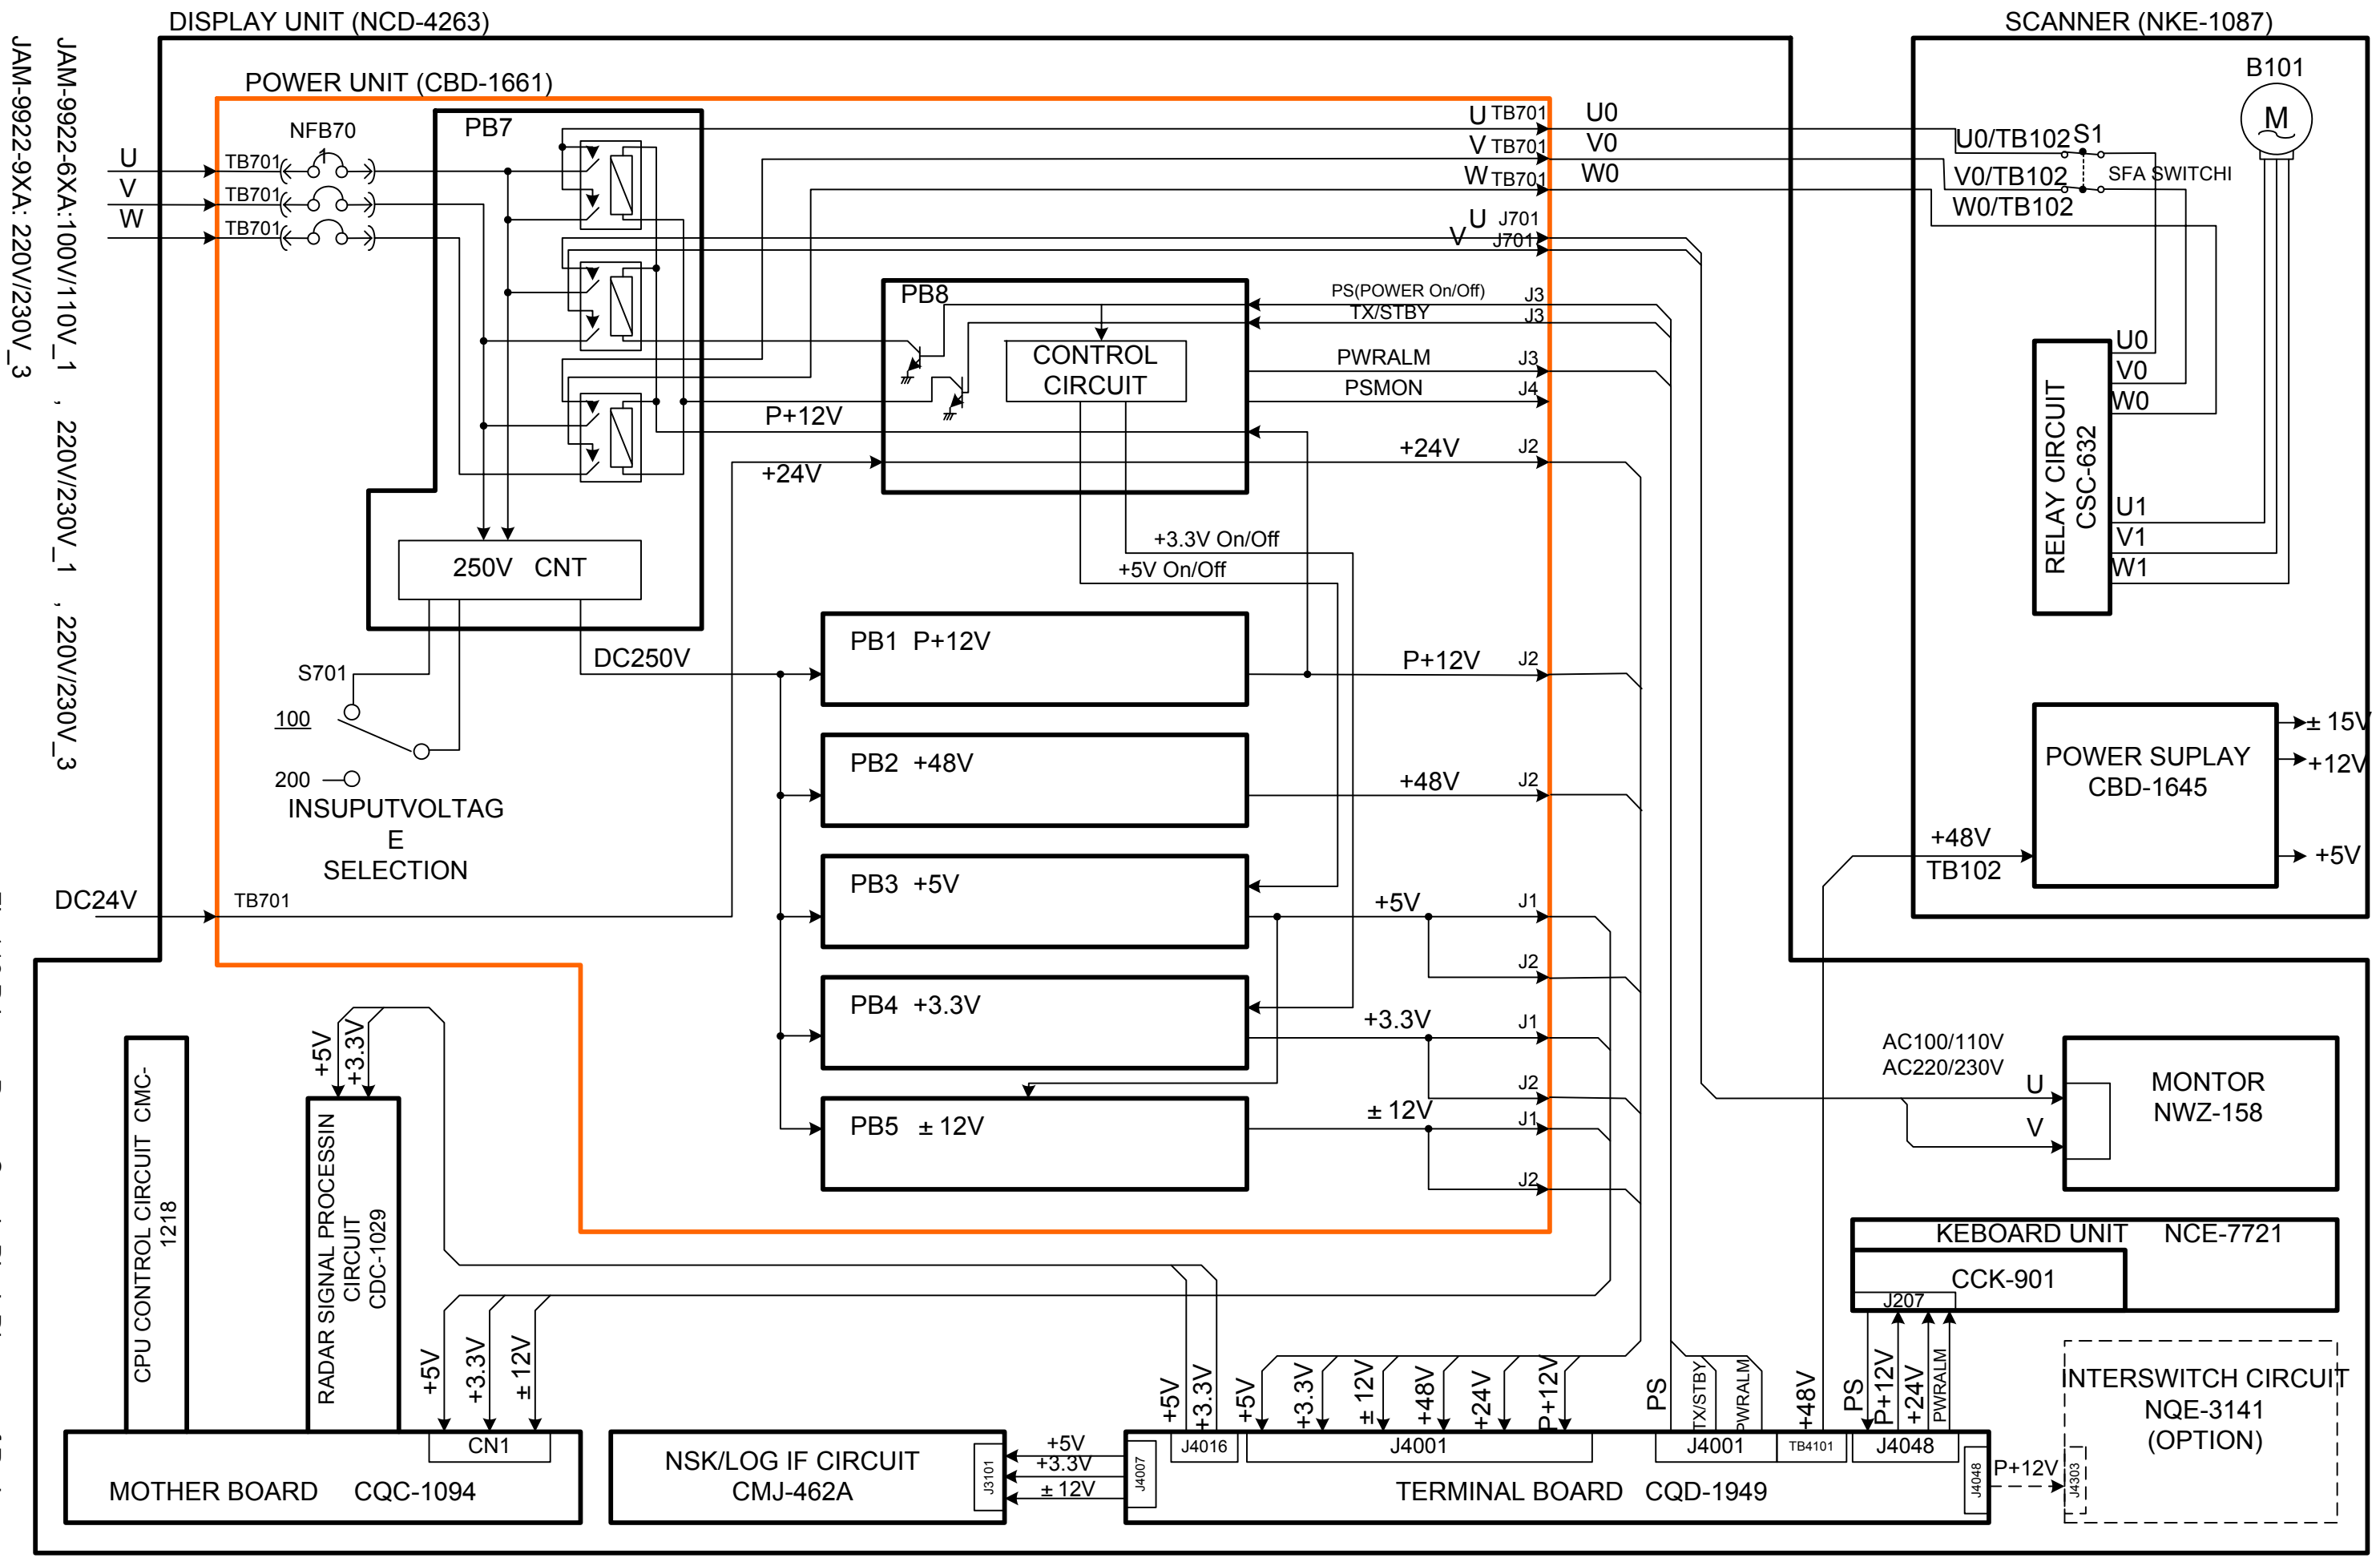 DISPLAY UNIT (NCD-4263)
SCANNER (NKE-1087)
JAM-9922-6XA:100V/110V_1 , 220V/230V_1 , 220V/230V_3
JAM-9922-9XA: 220V/230V_3
POWER UNIT (CBD-1661)
NFB70
1
PB7
U
V
W
TB701
TB701
TB701
U TB701
V TB701
W TB701
U0
V0
W0
U J701
V J701
B101
M
U0/TB102
S1
V0/TB102
SFA SWITCHI
W0/TB102
PB8
PS(POWER On/Off) J3
TX/STBY J3
CONTROL
CIRCUIT
PWRALM J3
PSMON J4
P+12V
+24V
+24V J2
+3.3V On/Off
+5V On/Off
250V CNT
S701
100
200
INSUPUTVOLTAG
E
SELECTION
DC250V
DC24V
TB701
PB1 P+12V
P+12V J2
PB2 +48V
+48V J2
PB3 +5V
+5V J1
J2
PB4 +3.3V
+3.3V J1
J2
PB5 ± 12V
± 12V J1
J2
RELAY CIRCUIT
CSC-632
U0
V0
W0
U1
V1
W1
POWER SUPLAY
CBD-1645
± 15V
+12V
+5V
+48V
TB102
AC100/110V
AC220/230V
U
V
MONTOR
NWZ-158
KEBOARD UNIT NCE-7721
CCK-901
J207
PS
P+12V
+24V
PWRALM
INTERSWITCH CIRCUIT
NQE-3141
(OPTION)
J4303
P+12V
CPU CONTROL CIRCUIT CMC-
1218
RADAR SIGNAL PROCESSIN
CIRCUIT
CDC-1029
+5V
+3.3V
+5V
+3.3V
± 12V
CN1
MOTHER BOARD CQC-1094
NSK/LOG IF CIRCUIT
CMJ-462A
J3101
+5V
+3.3V
± 12V
J4007
+5V
+3.3V
J4016
+5V
+3.3V
± 12V
+48V
+24V
P+12V
J4001
PS
TX/STBY
PWRALM
J4001
+48V
TB4101
J4048
J4048
TERMINAL BOARD CQD-1949